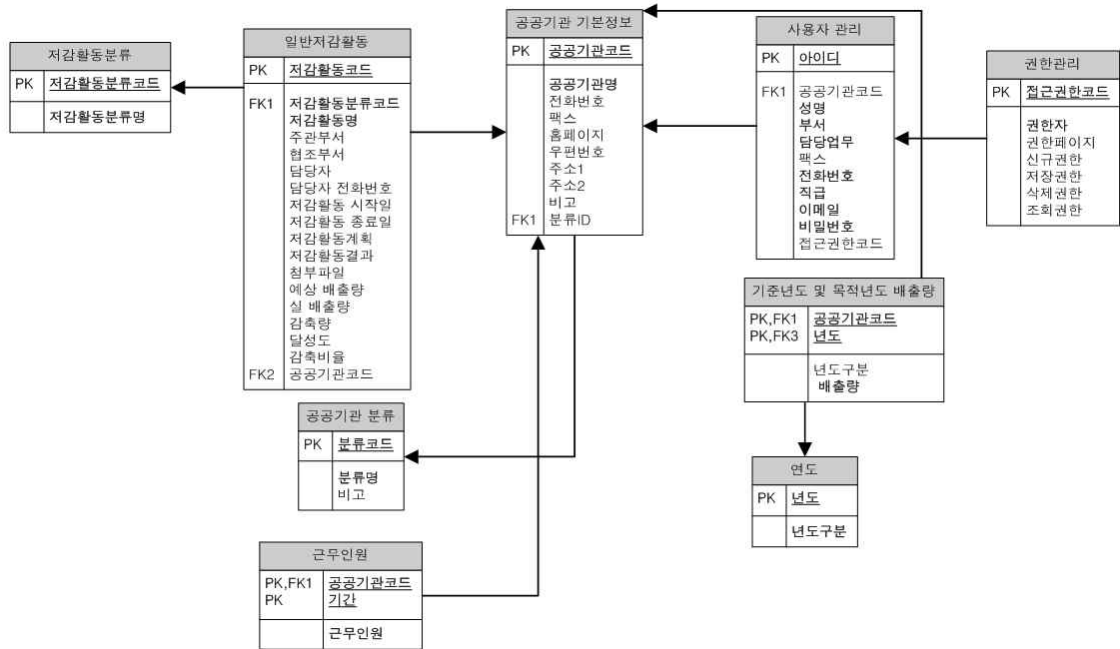 저감활동분류
PK 저감활동분류코드
저감활동분류명
일반저감활동
PK 저감활동코드
FK1 저감활동분류코드
저감활동명
주관부서
협조부서
담당자
담당자 전화번호
저감활동 시작일
저감활동 종료일
저감활동계획
저감활동결과
첨부파일
예상 배출량
실 배출량
감축량
달성도
감축비율
FK2 공공기관코드
공공기관 기본정보
PK 공공기관코드
공공기관명
전화번호
팩스
홈페이지
우편번호
주소1
주소2
비고
FK1 분류ID
사용자 관리
PK 아이디
FK1 공공기관코드
성명
부서
담당업무
팩스
전화번호
직급
이메일
비밀번호
접근권한코드
권한관리
PK 접근권한코드
권한자
권한페이지
신규권한
저장권한
삭제권한
조회권한
기준년도 및 목적년도 배출량
PK,FK1 공공기관코드
PK,FK3 년도
년도구분
배출량
공공기관 분류
PK 분류코드
분류명
비고
연도
PK 년도
년도구분
근무인원
PK,FK1 공공기관코드
PK 기간
근무인원